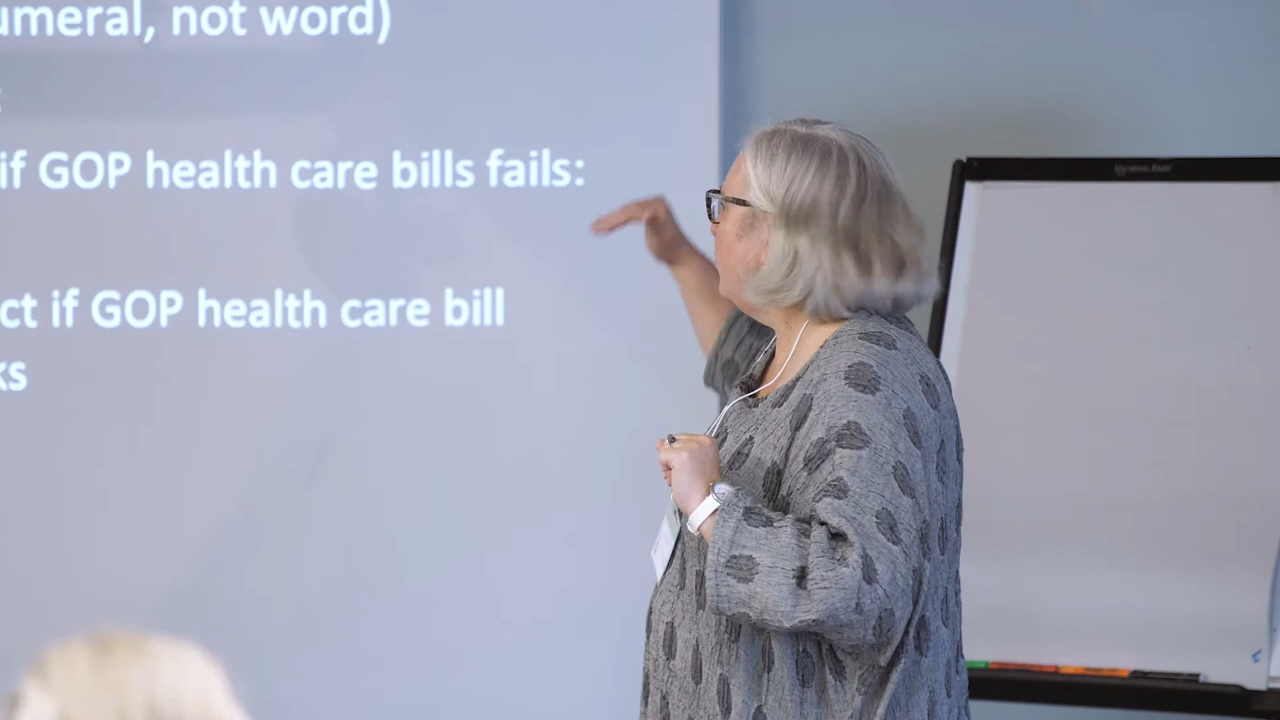 umeral, not word)
if GOP health care bills fails:
ct if GOP health care bill
ks